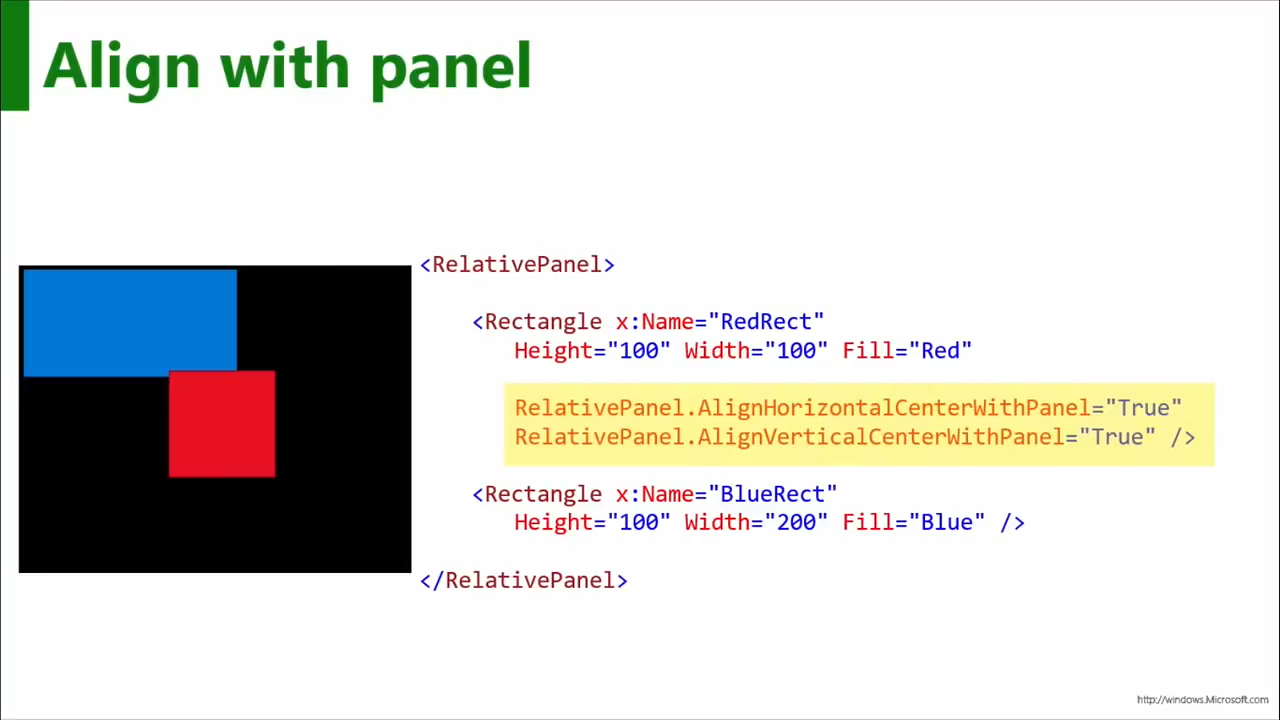 Align with panel
<RelativePanel>
<Rectangle x:Name="RedRect"
Height="100" Width="100" Fill="Red"
RelativePanel.AlignHorizontalCenterWithPanel="True"
RelativePanel.AlignVerticalCenterWithPanel="True" />
<Rectangle x:Name="BlueRect"
Height="100" Width="200" Fill="Blue" />
</RelativePanel>
http://windows.Microsoft.com